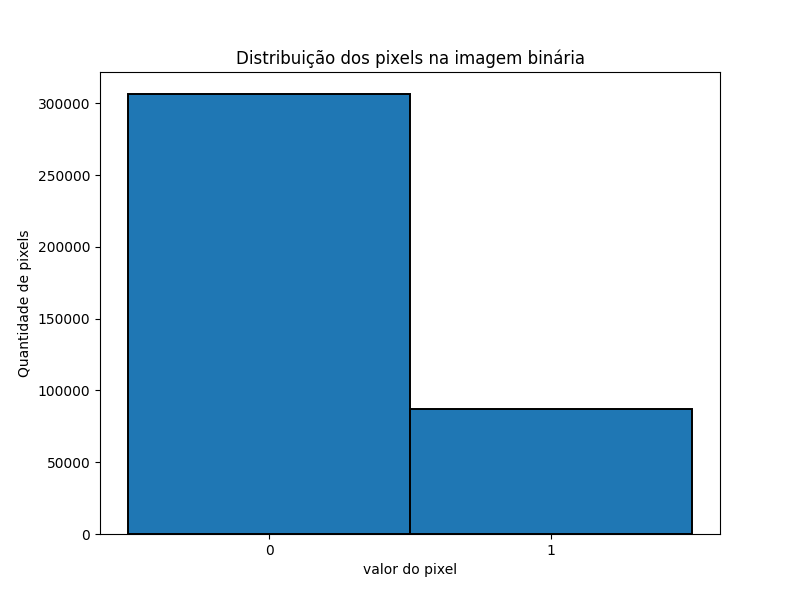 Distribuição dos pixels na imagem binária
300000
250000
200000
150000
100000
50000
0
Quantidade de pixels
0 1
valor do pixel